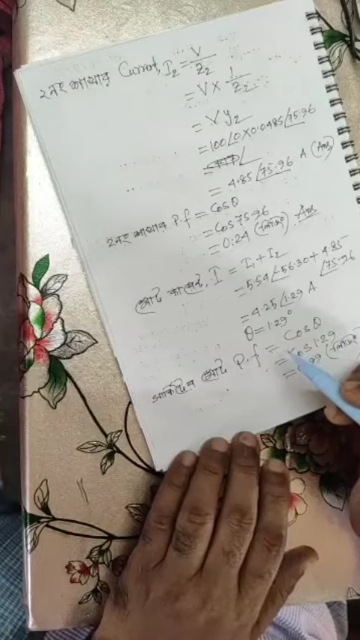 ২নং শাখার Current, I₂ = V/Z₂
= V × 1/Z₂
= V y₂
= 100∠0 × 0.0485∠75.96
= 4.85 ∠75.96 A (Ans)
২নং শাখার P.f = Cosθ
= Cos 75.96
= 0.24 Ans
মোট কারেন্ট, I = I₁ + I₂
= 5.54 ∠-56.30 + 4.85 ∠75.96
= 4.25 ∠1.29 A
θ = 1.29°
সার্কিটের মোট P.f = Cosθ
= Cos 1.29